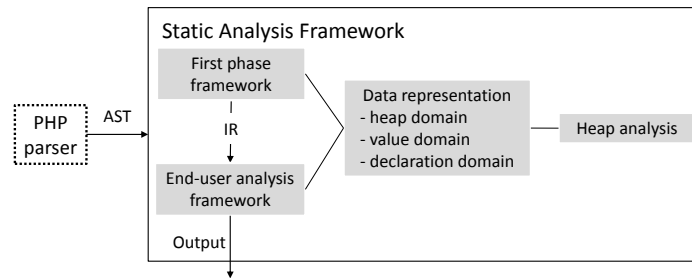 Static Analysis Framework
First phase
framework
PHP
parser
AST
IR
Data representation
- heap domain
- value domain
- declaration domain
Heap analysis
End-user analysis
framework
Output